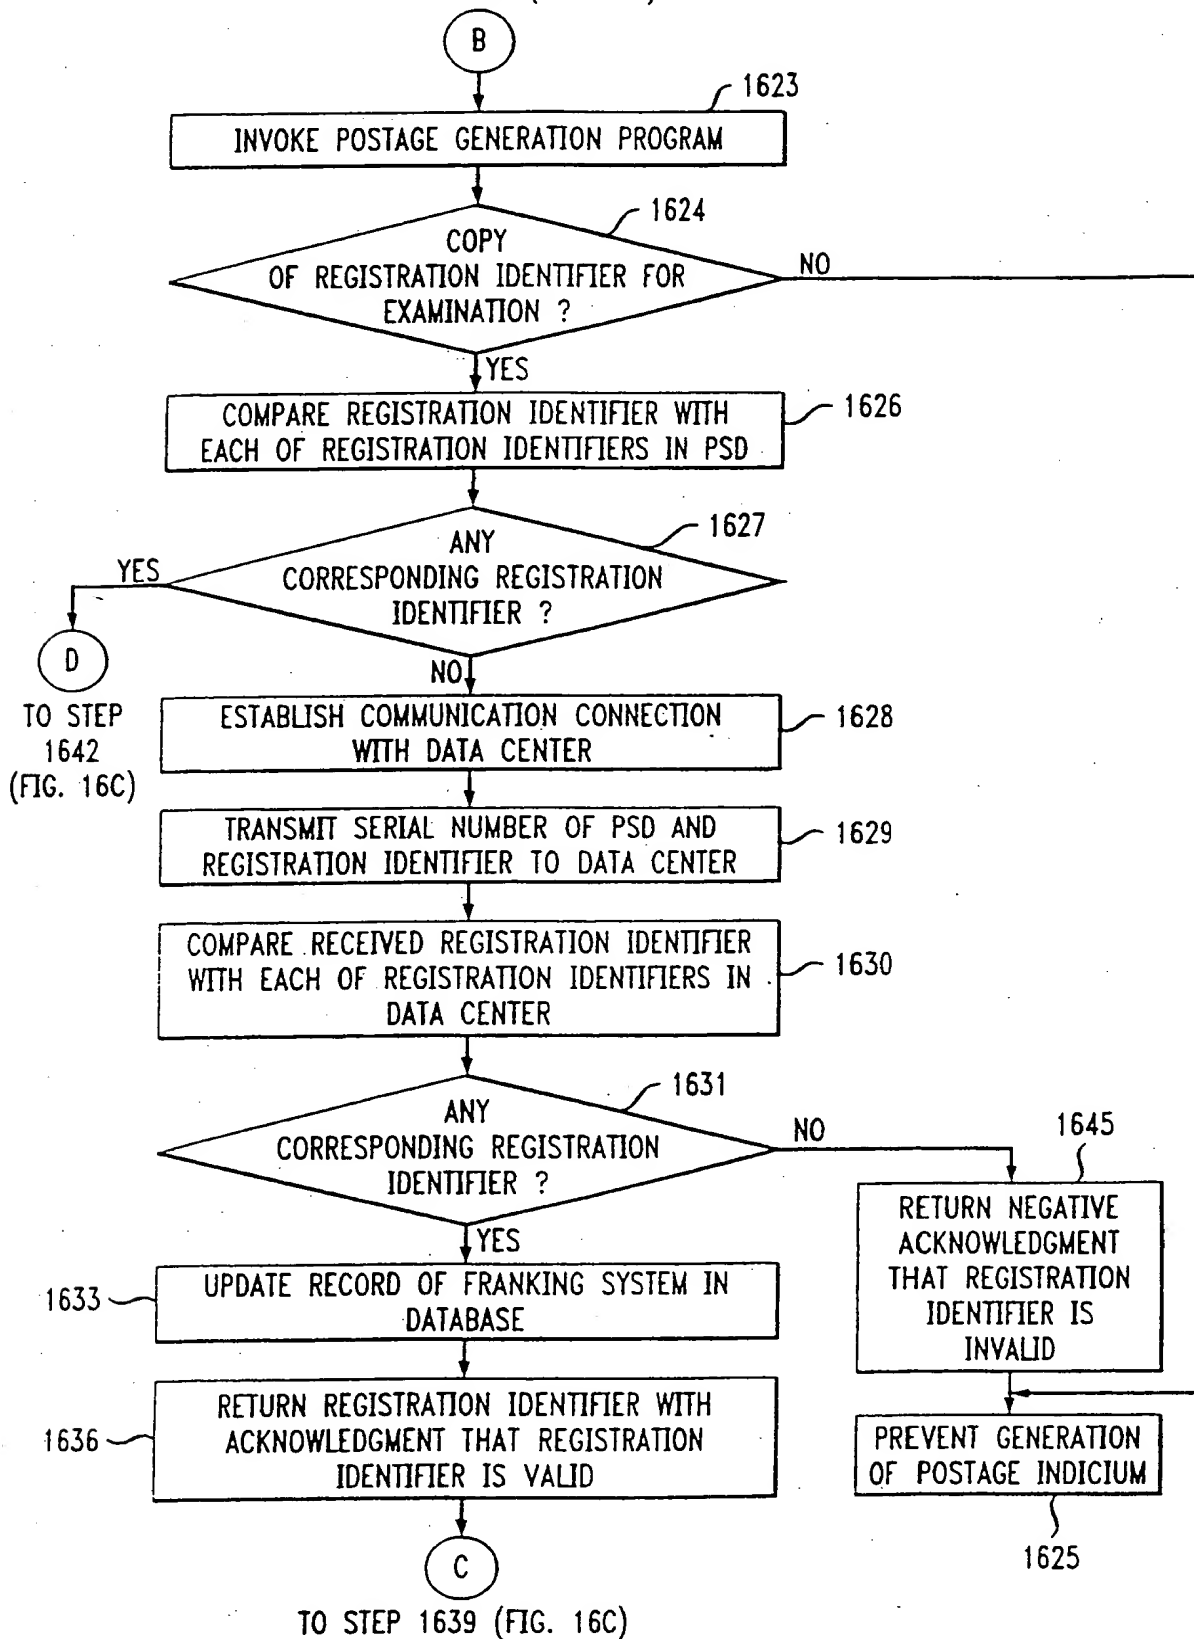 B
1623
INVOKE POSTAGE GENERATION PROGRAM
1624
COPY
OF REGISTRATION IDENTIFIER FOR
EXAMINATION ?
NO
YES
COMPARE REGISTRATION IDENTIFIER WITH
EACH OF REGISTRATION IDENTIFIERS IN PSD
1626
1627
ANY
CORRESPONDING REGISTRATION
IDENTIFIER ?
YES
D
TO STEP
1642
(FIG. 16C)
NO
ESTABLISH COMMUNICATION CONNECTION
WITH DATA CENTER
1628
TRANSMIT SERIAL NUMBER OF PSD AND
REGISTRATION IDENTIFIER TO DATA CENTER
1629
COMPARE RECEIVED REGISTRATION IDENTIFIER
WITH EACH OF REGISTRATION IDENTIFIERS IN
DATA CENTER
1630
1631
ANY
CORRESPONDING REGISTRATION
IDENTIFIER ?
NO
1645
RETURN NEGATIVE
ACKNOWLEDGMENT
THAT REGISTRATION
IDENTIFIER IS
INVALID
YES
1633
UPDATE RECORD OF FRANKING SYSTEM IN
DATABASE
1636
RETURN REGISTRATION IDENTIFIER WITH
ACKNOWLEDGMENT THAT REGISTRATION
IDENTIFIER IS VALID
PREVENT GENERATION
OF POSTAGE INDICIUM
1625
C
TO STEP 1639 (FIG. 16C)